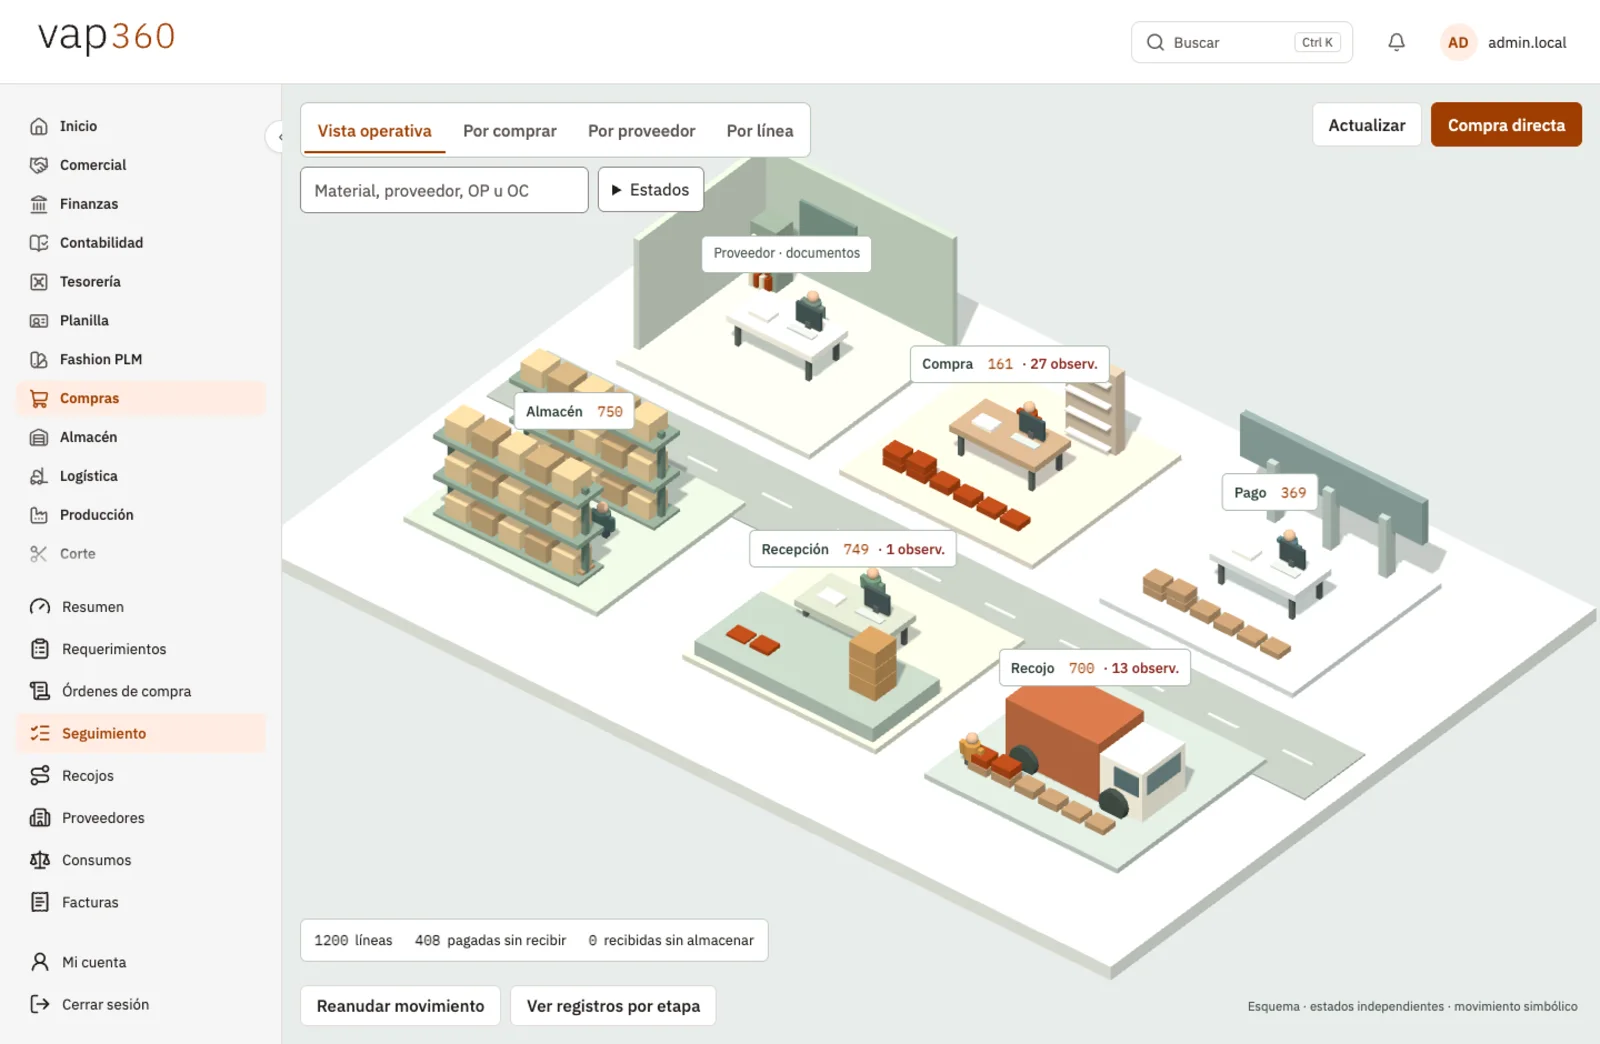 vap360
Buscar
Ctrl K
AD
admin.local
Inicio
Comercial
Finanzas
Contabilidad
Tesorería
Planilla
Fashion PLM
Compras
Almacén
Logística
Producción
Corte
Resumen
Requerimientos
Órdenes de compra
Seguimiento
Recojos
Proveedores
Consumos
Facturas
Mi cuenta
Cerrar sesión
Vista operativa
Por comprar
Por proveedor
Por línea
Actualizar
Compra directa
Material, proveedor, OP u OC
Estados
Proveedor · documentos
Compra 161 · 27 observ.
Almacén 750
Pago 369
Recepción 749 · 1 observ.
Recojo 700 · 13 observ.
1200 líneas 408 pagadas sin recibir 0 recibidas sin almacenar
Reanudar movimiento
Ver registros por etapa
Esquema · estados independientes · movimiento simbólico